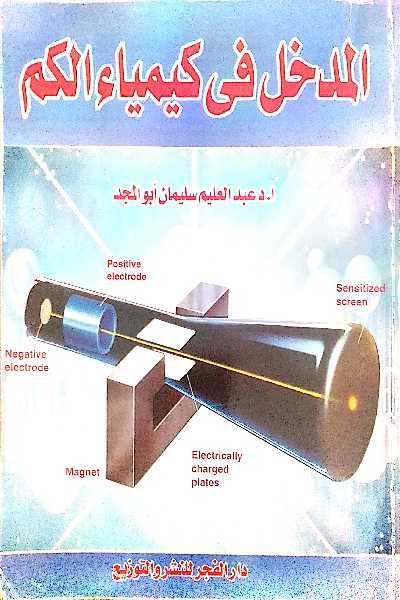 المدخل فى كيمياء الكم
ا.د عبد العليم سليمان أبو المجد
Positive
electrode
Sensitized
screen
Negative
electrode
Magnet
Electrically
charged
plates
دار الفجر للنشر والتوزيع